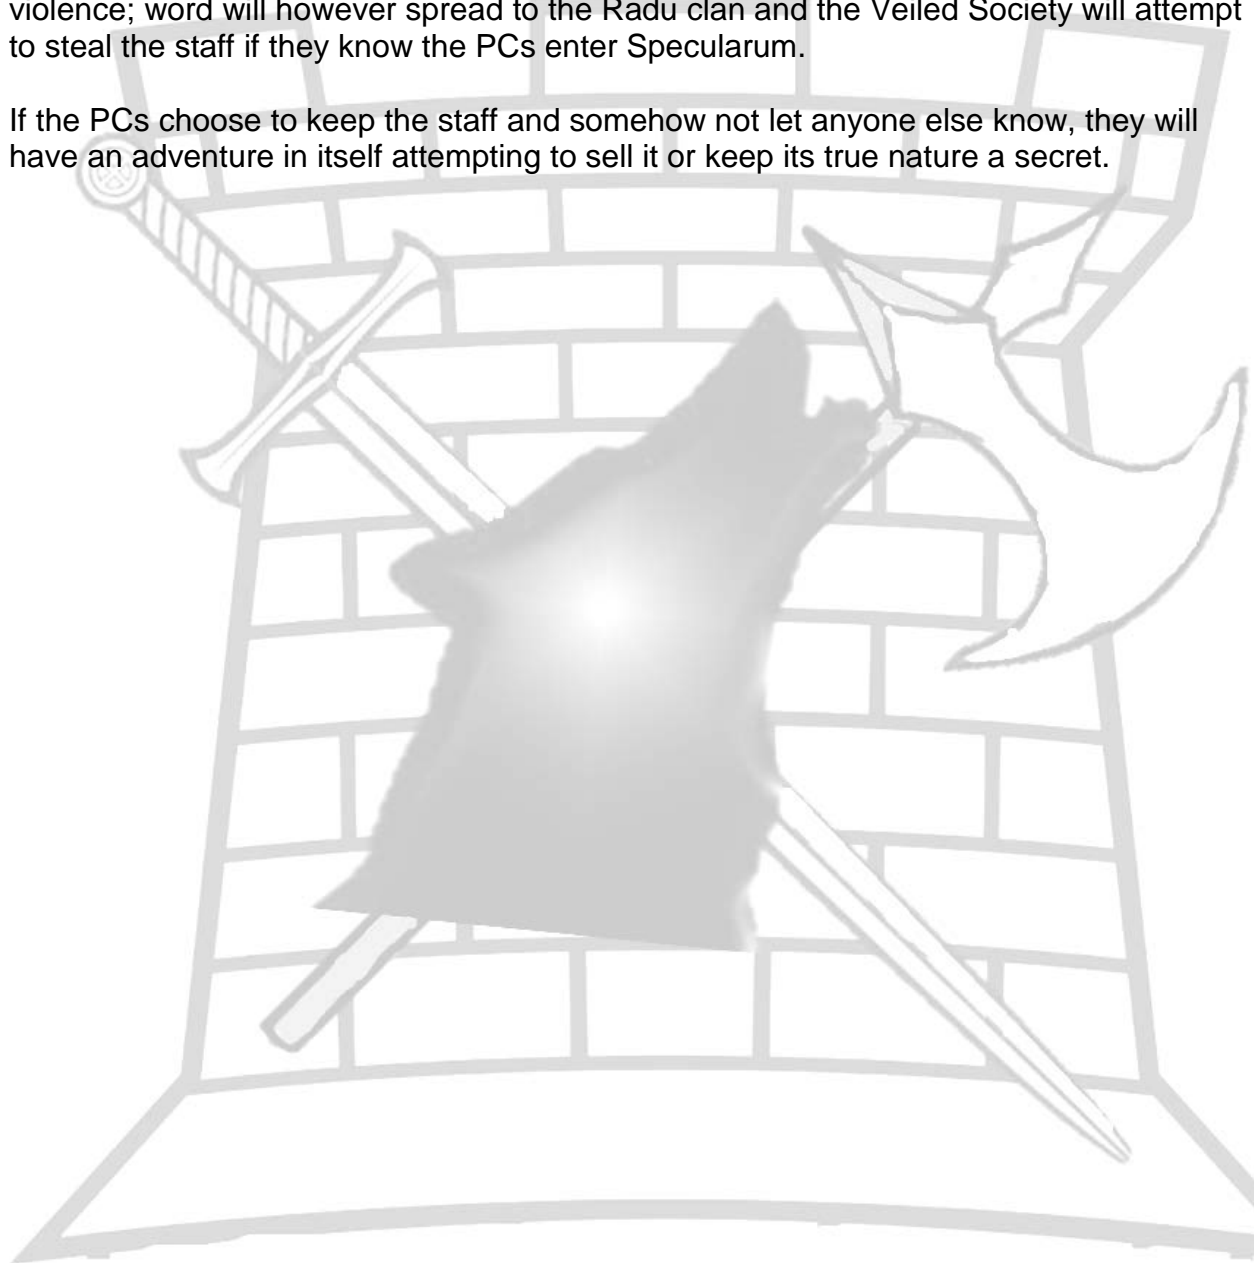 violence; word will however spread to the Radu clan and the Veiled Society will attempt
to steal the staff if they know the PCs enter Specularum.
If the PCs choose to keep the staff and somehow not let anyone else know, they will
have an adventure in itself attempting to sell it or keep its true nature a secret.